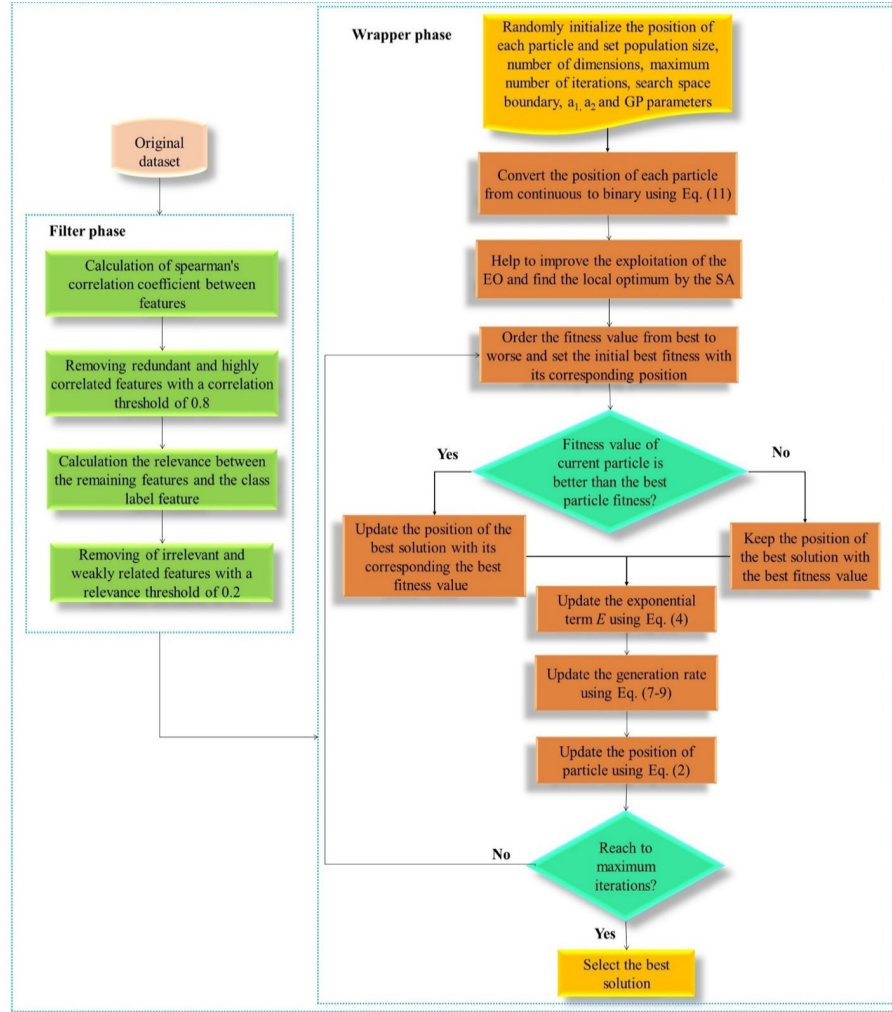 Original
dataset
Filter phase
Calculation of spearman's
correlation coefficient between
features
Removing redundant and highly
correlated features with a correlation
threshold of 0.8
Calculation the relevance between
the remaining features and the class
label feature
Removing of irrelevant and
weakly related features with a
relevance threshold of 0.2
Wrapper phase
Randomly initialize the position of
each particle and set population size,
number of dimensions, maximum
number of iterations, search space
boundary, a1, a2 and GP parameters
Convert the position of each particle
from continuous to binary using Eq. (11)
Help to improve the exploitation of the
EO and find the local optimum by the SA
Order the fitness value from best to
worse and set the initial best fitness with
its corresponding position
Fitness value of
current particle is
better than the best
particle fitness?
Yes
No
Update the position of the
best solution with its
corresponding the best
fitness value
Keep the position of
the best solution with
the best fitness value
Update the exponential
term E using Eq. (4)
Update the generation rate
using Eq. (7-9)
Update the position of
particle using Eq. (2)
Reach to
maximum
iterations?
No
Yes
Select the best
solution